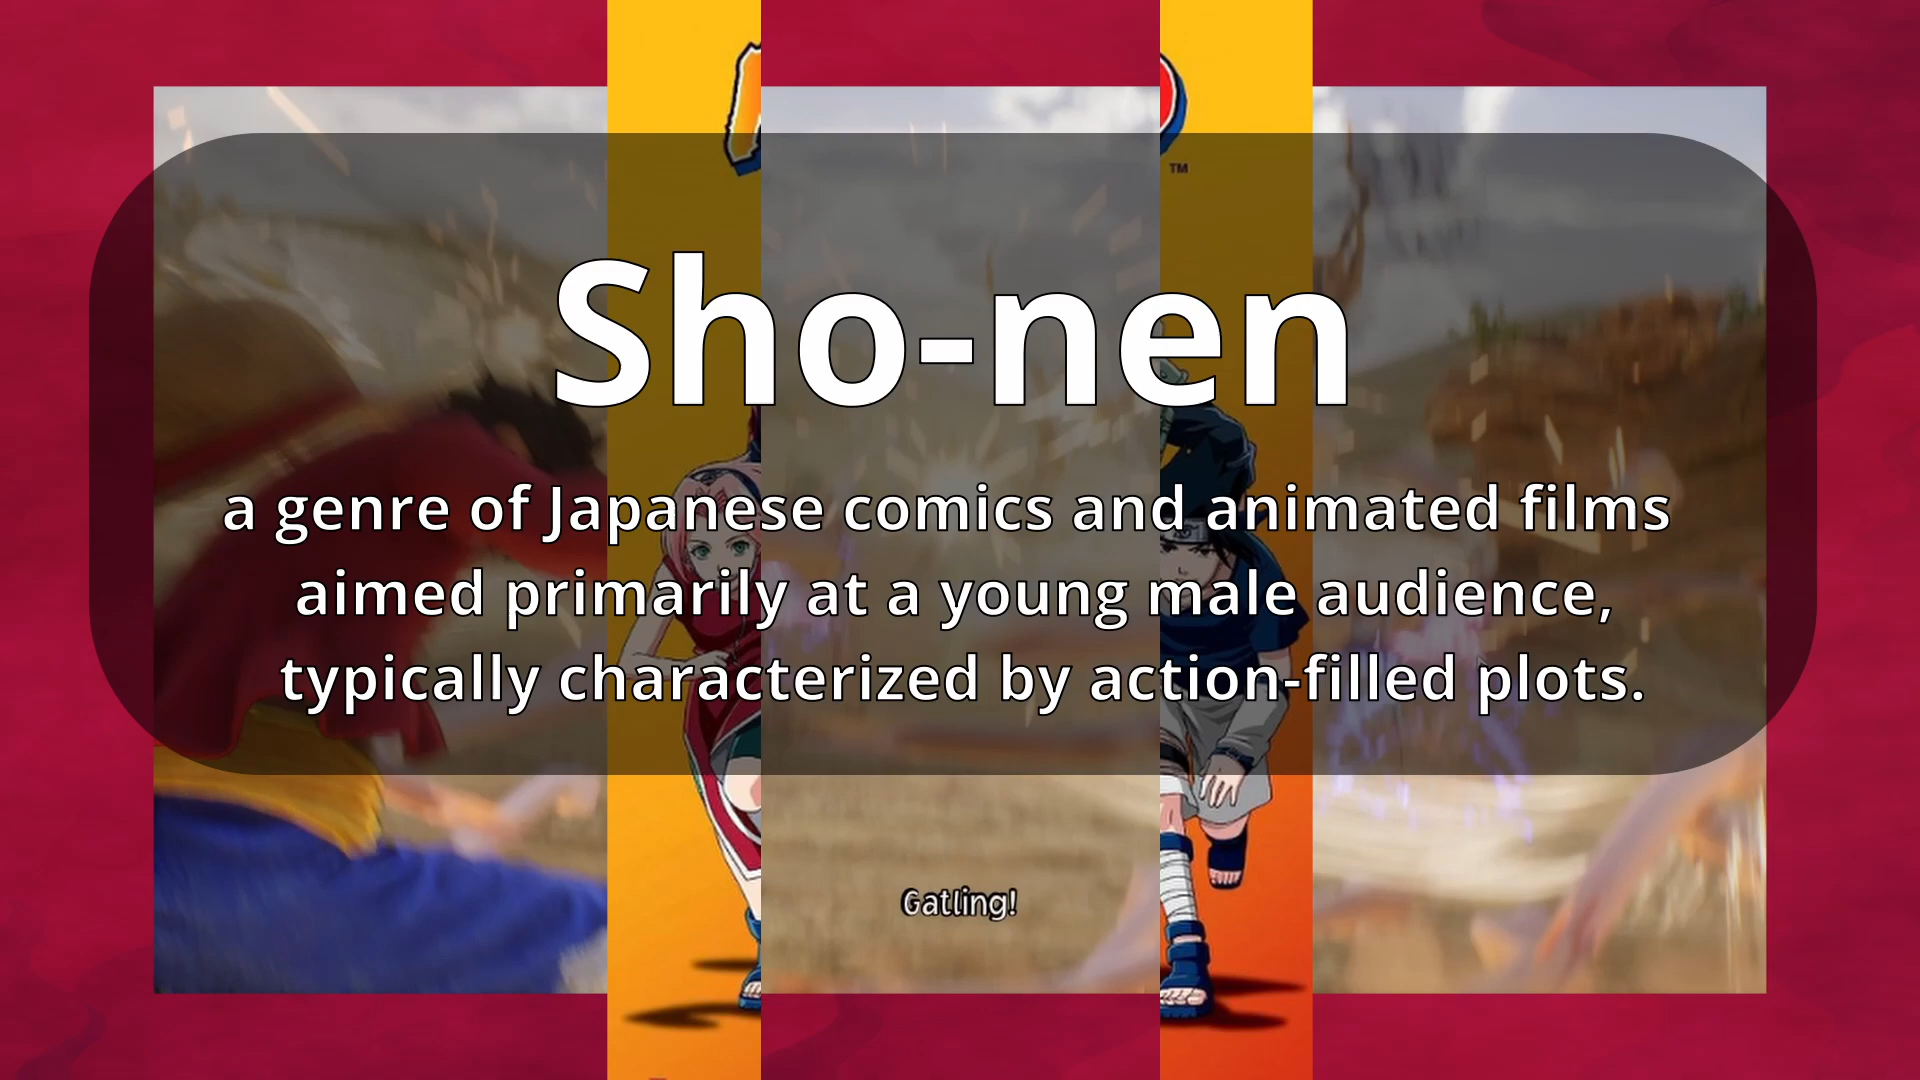 TM
Sho-nen
a genre of Japanese comics and animated films
aimed primarily at a young male audience,
typically characterized by action-filled plots.
Gatling!